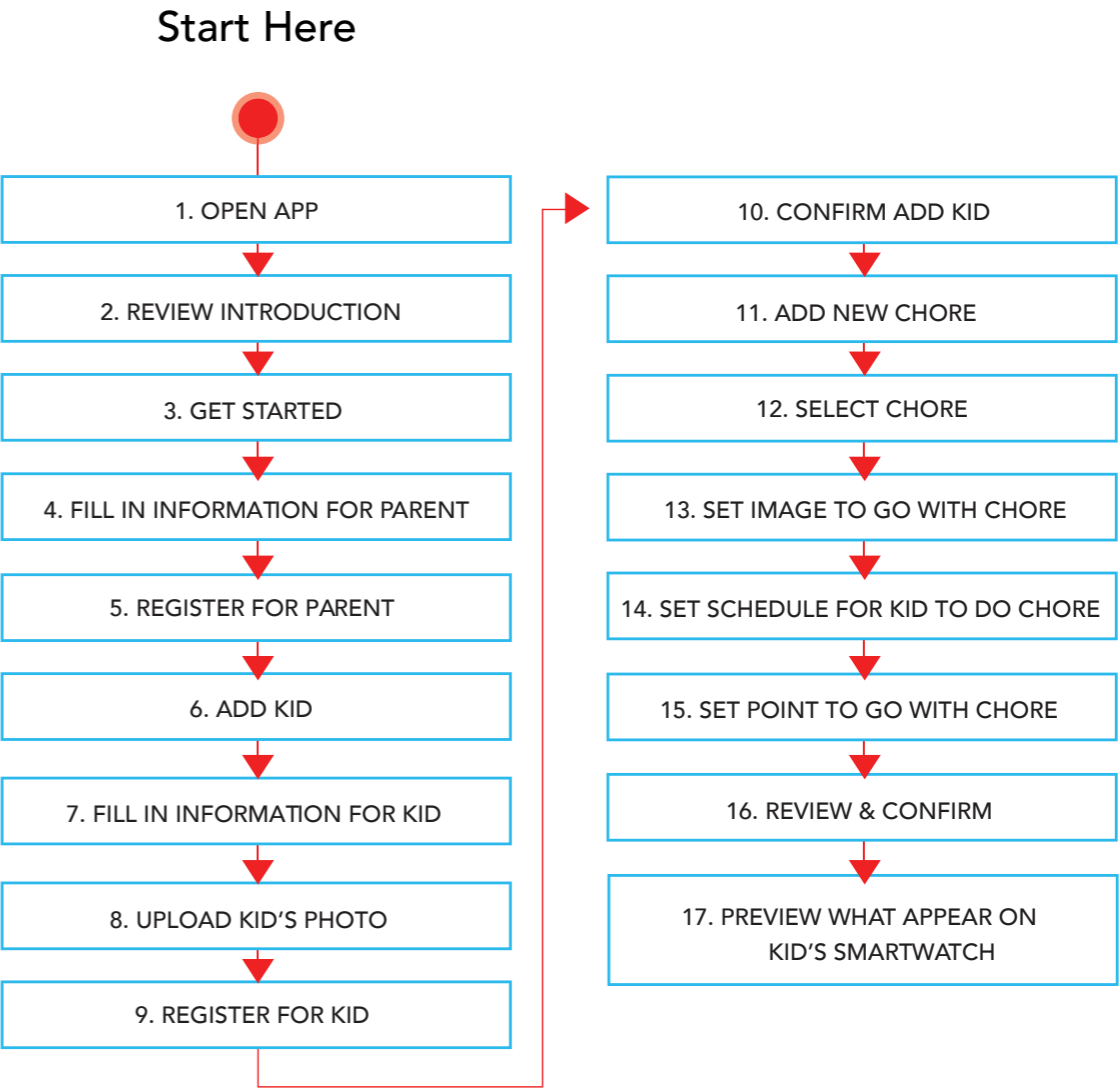 Start Here
1. OPEN APP
2. REVIEW INTRODUCTION
3. GET STARTED
4. FILL IN INFORMATION FOR PARENT
5. REGISTER FOR PARENT
6. ADD KID
7. FILL IN INFORMATION FOR KID
8. UPLOAD KID’S PHOTO
9. REGISTER FOR KID
10. CONFIRM ADD KID
11. ADD NEW CHORE
12. SELECT CHORE
13. SET IMAGE TO GO WITH CHORE
14. SET SCHEDULE FOR KID TO DO CHORE
15. SET POINT TO GO WITH CHORE
16. REVIEW & CONFIRM
17. PREVIEW WHAT APPEAR ON
KID’S SMARTWATCH